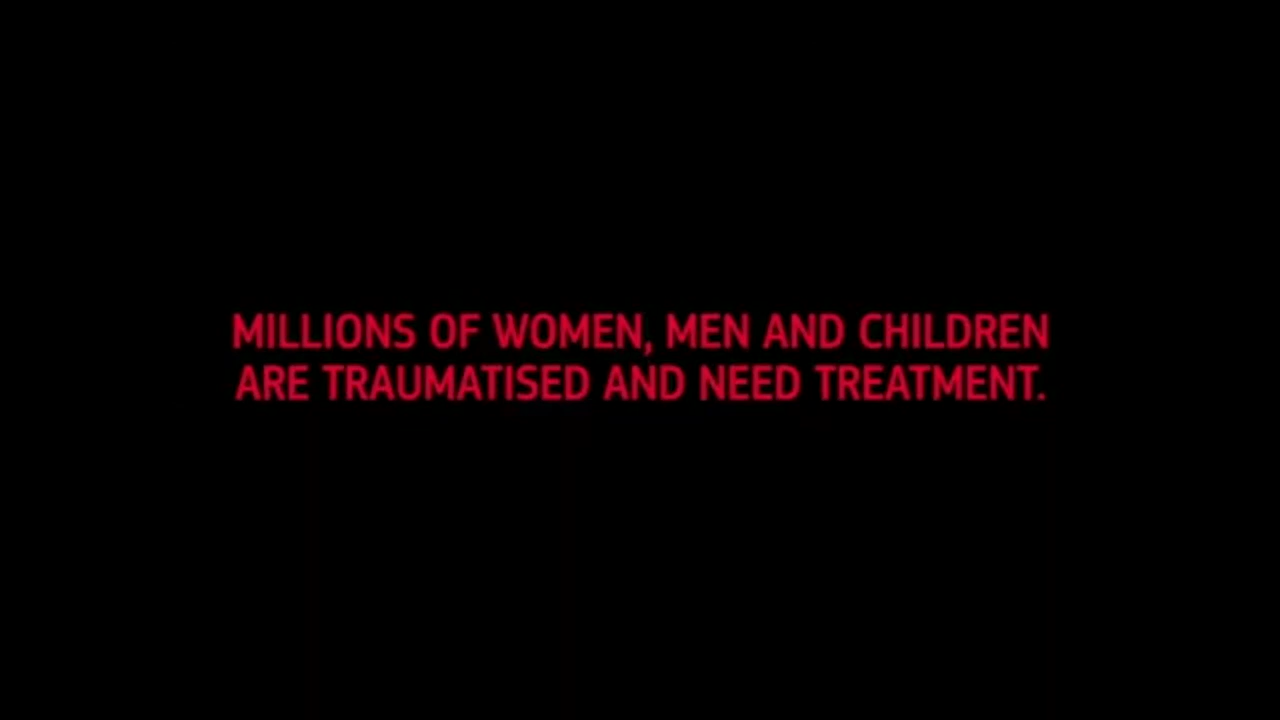 MILLIONS OF WOMEN, MEN AND CHILDREN
ARE TRAUMATISED AND NEED TREATMENT.